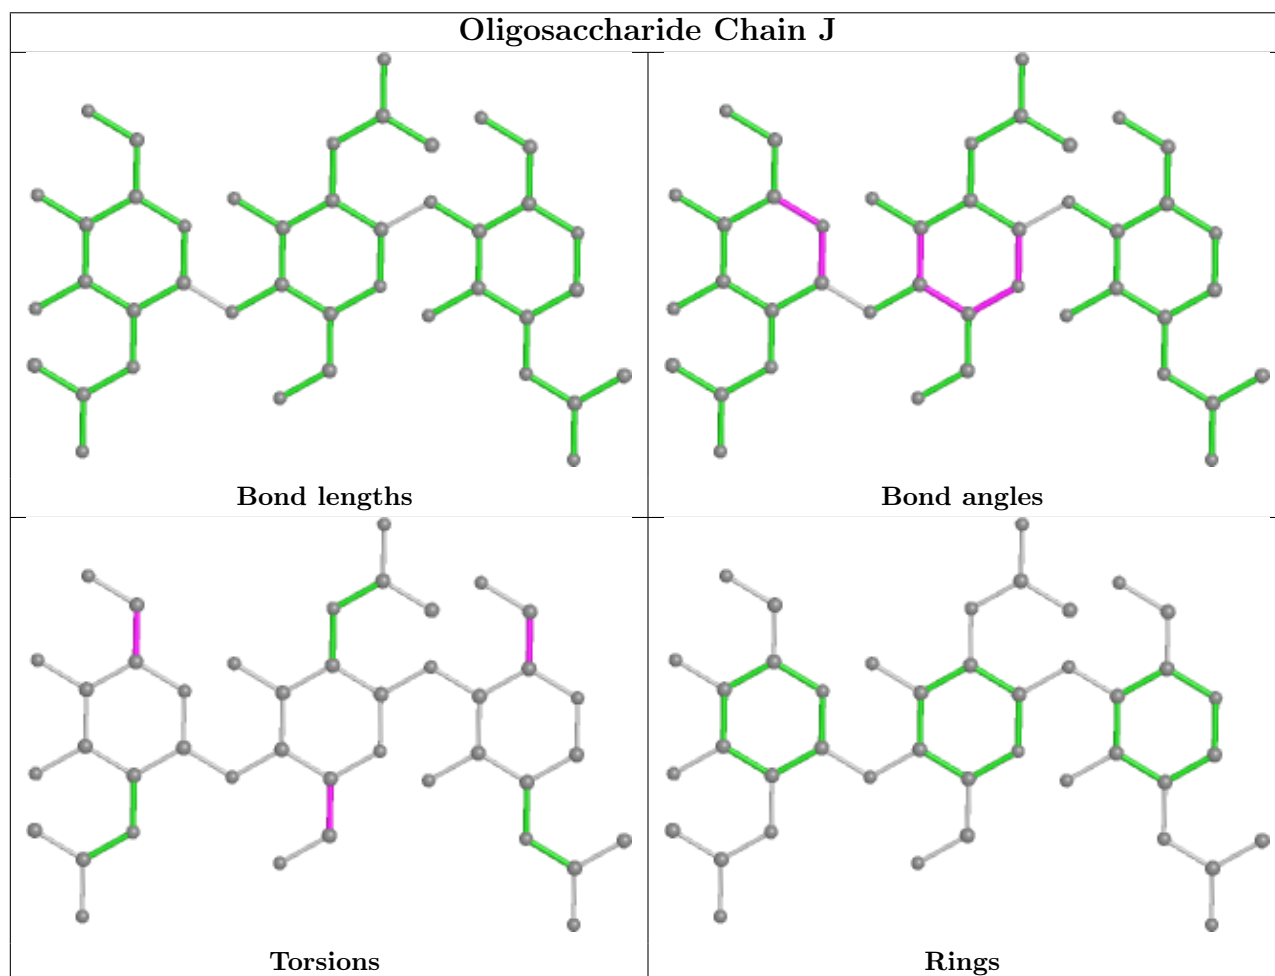 Oligosaccharide Chain J
Bond lengths
Bond angles
Torsions
Rings